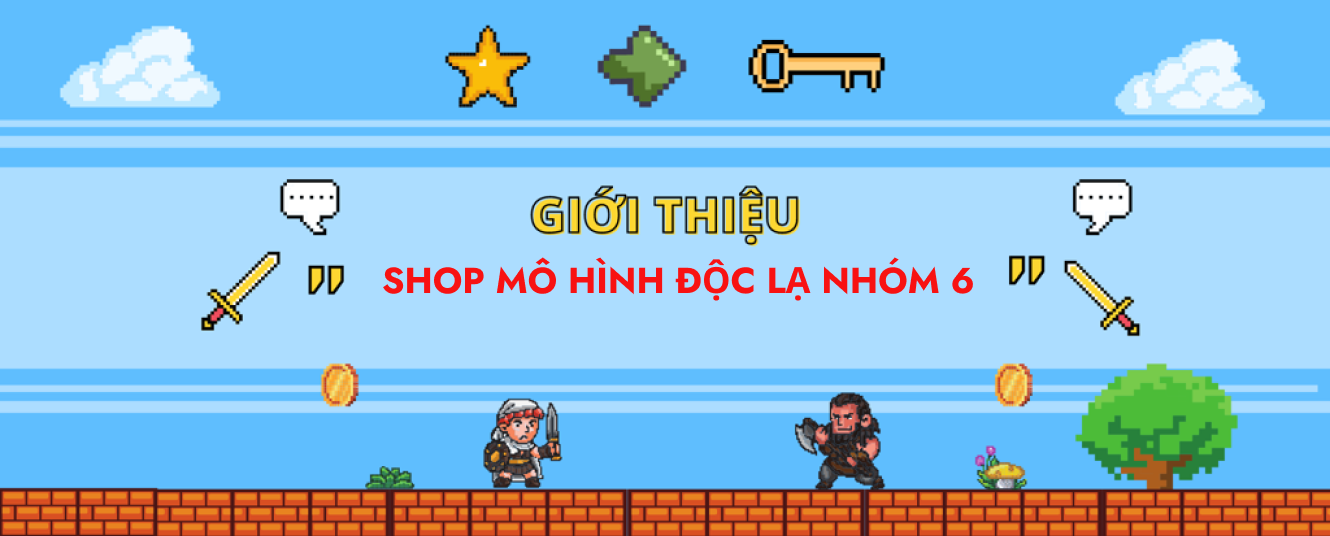 GIỚI THIỆU
" SHOP MÔ HÌNH ĐỘC LẠ NHÓM 6 "